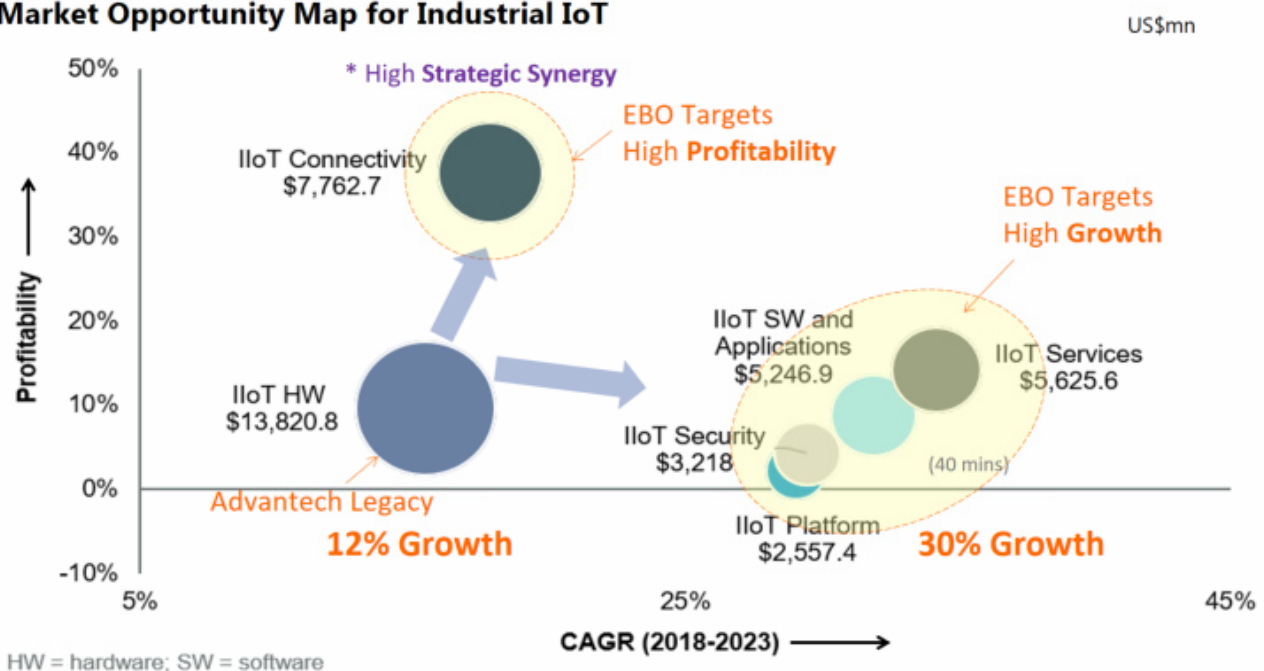 Market Opportunity Map for Industrial IoT
US$mn
50%
* High Strategic Synergy
EBO Targets
High Profitability
40%
IIoT Connectivity
$7,762.7
EBO Targets
High Growth
30%
Profitability
20%
IIoT SW and
Applications
$5,246.9
IIoT Services
$5,625.6
IIoT HW
$13,820.8
10%
IIoT Security
$3,218
(40 mins)
0%
Advantech Legacy
IIoT Platform
$2,557.4
12% Growth
30% Growth
-10%
5%
25%
45%
CAGR (2018-2023)
HW = hardware; SW = software